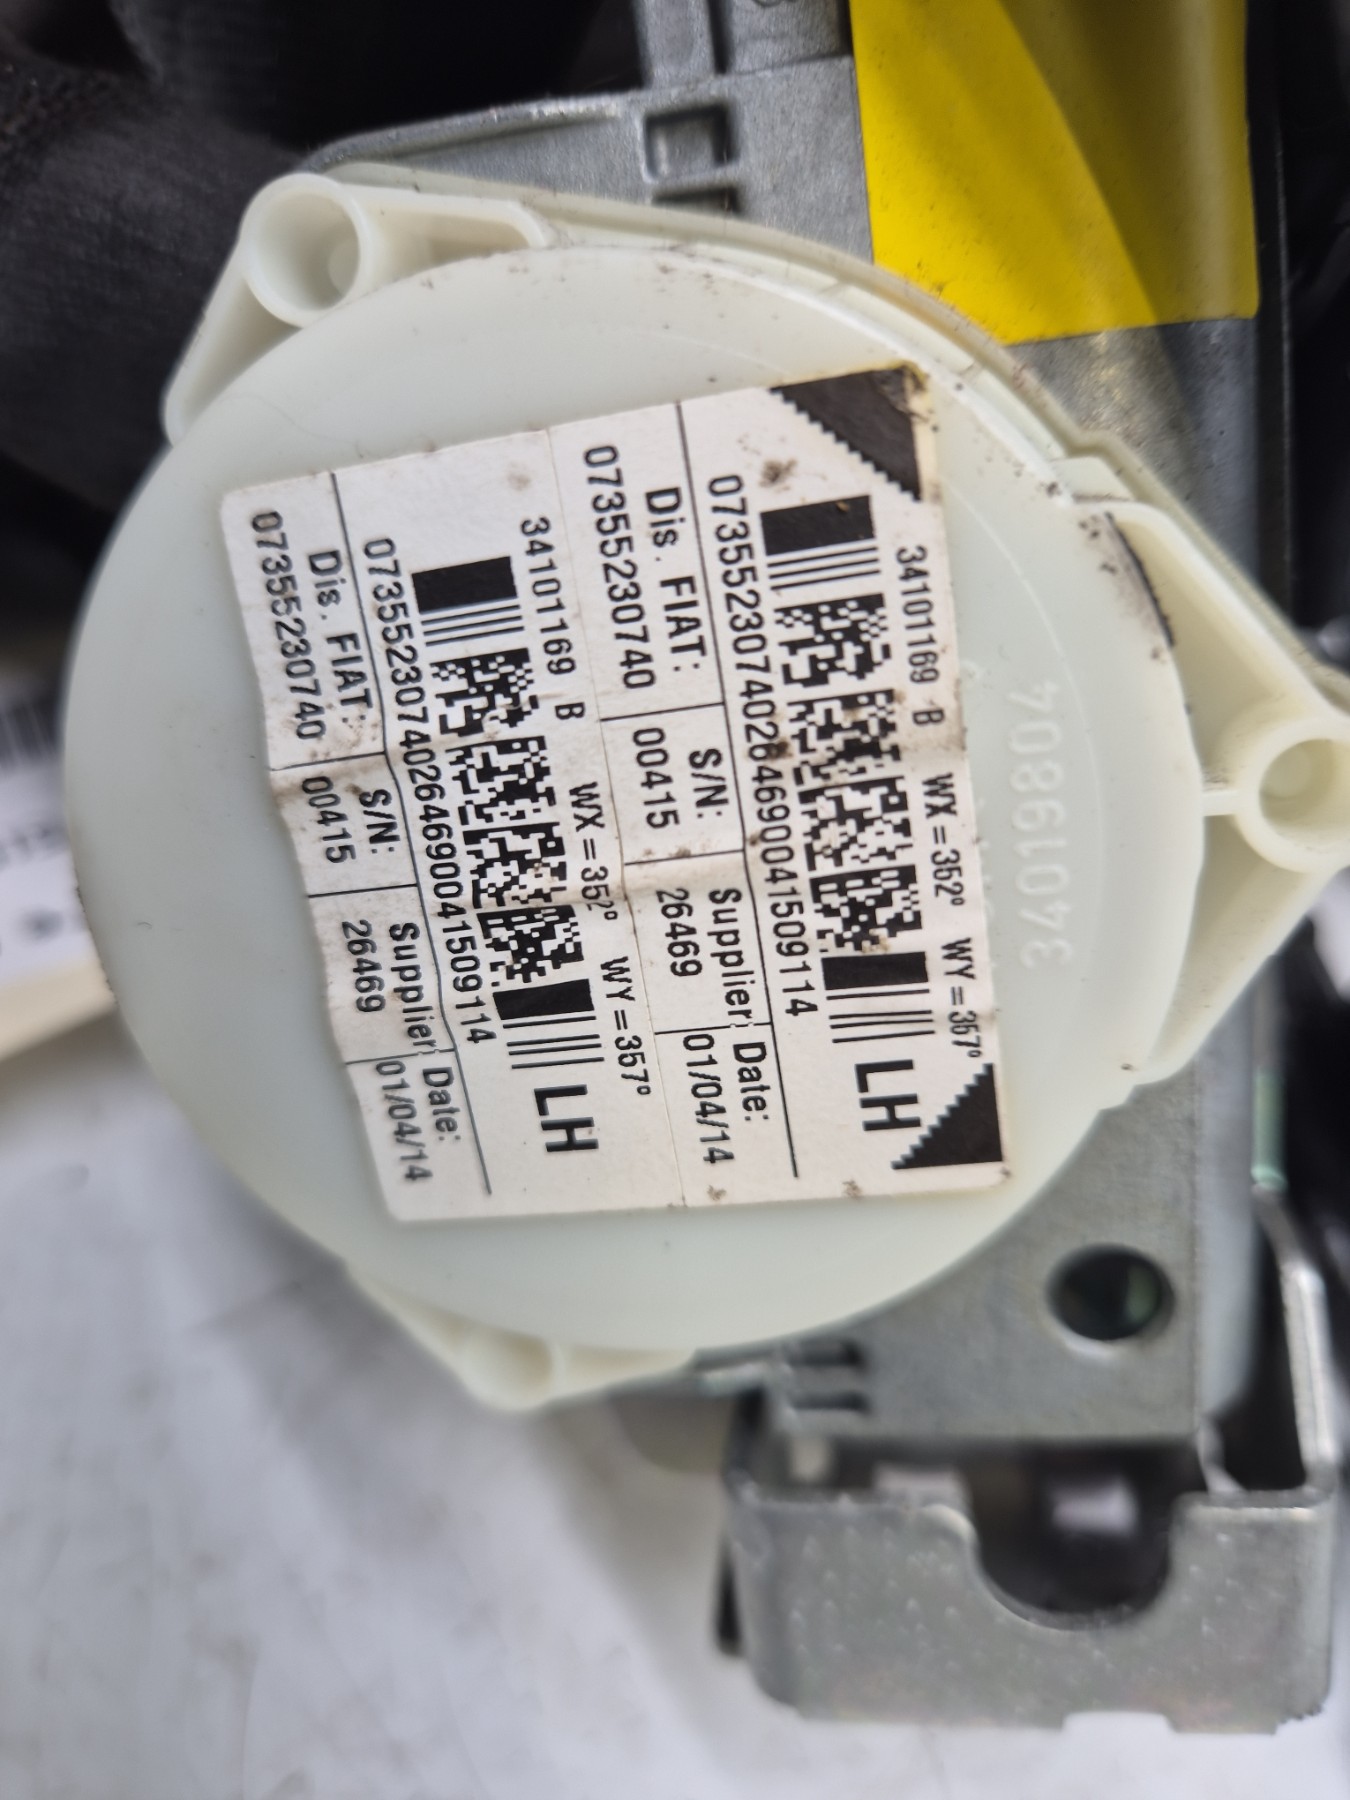 34101169 B WX = 352° WY = 357°
LH
07355230740264690041509114
Dis. FIAT: S/N: Supplier: Date:
07355230740 00415 26469 01/04/14
34101169 B WX = 352° WY = 357°
LH
07355230740264690041509114
Dis. FIAT: S/N: Supplier: Date:
07355230740 00415 26469 01/04/14